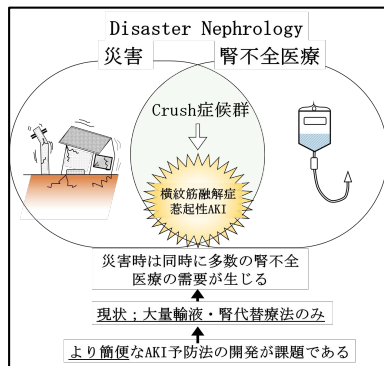 Disaster Nephrology
災害
腎不全医療
Crush症候群
横紋筋融解症
惹起性AKI
災害時は同時に多数の腎不全
医療の需要が生じる
現状；大量輸液・腎代替療法のみ
より簡便なAKI予防法の開発が課題である